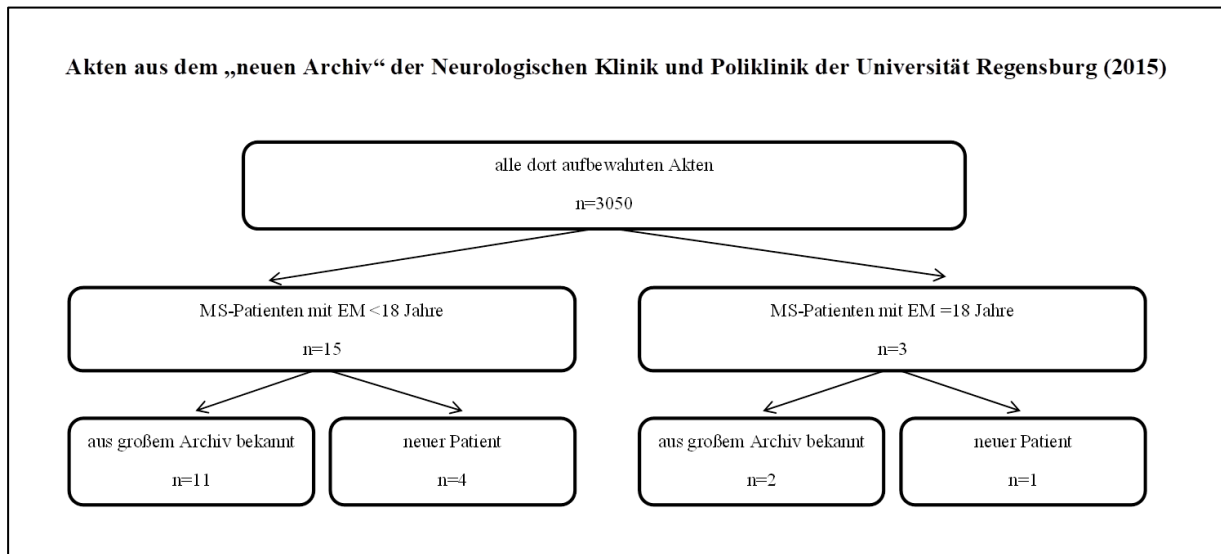 Akten aus dem „neuen Archiv“ der Neurologischen Klinik und Poliklinik der Universität Regensburg (2015)
alle dort aufbewahrten Akten
n=3050
MS-Patienten mit EM <18 Jahre
n=15
MS-Patienten mit EM =18 Jahre
n=3
aus großem Archiv bekannt
n=11
neuer Patient
n=4
aus großem Archiv bekannt
n=2
neuer Patient
n=1